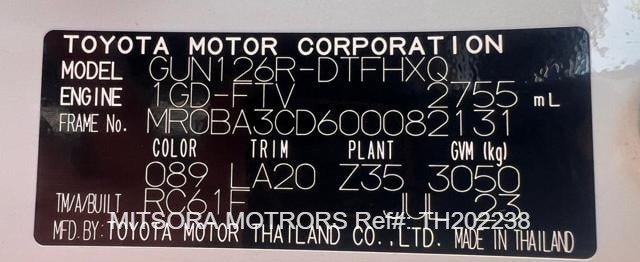 TOYOTA MOTOR CORPORATION
MODEL GUN126R-DTFHXQ
ENGINE 1GD-FTV 2755 mL
FRAME No. MR0BA3CD600082131
COLOR TRIM PLANT GVM (kg)
089 LA20 Z35 3050
TM/A/BUILT RC61F JUL 23
MITSORA MOTRORS Ref#: TH202238
MFD.BY: TOYOTA MOTOR THAILAND CO.,LTD. MADE IN THAILAND